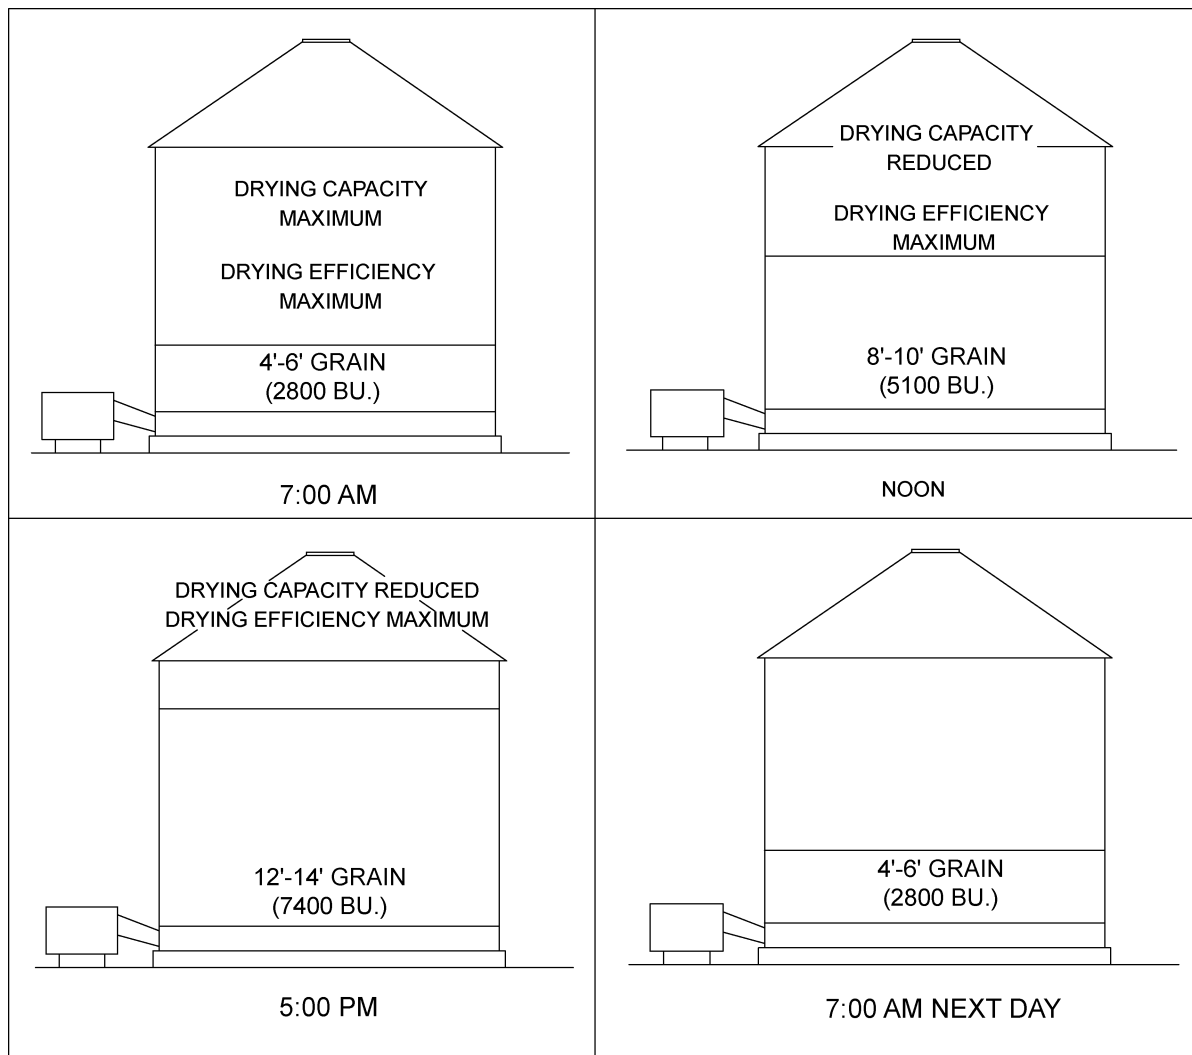 DRYING CAPACITY
MAXIMUM
DRYING EFFICIENCY
MAXIMUM
4'-6' GRAIN
(2800 BU.)
7:00 AM
DRYING CAPACITY
REDUCED
DRYING EFFICIENCY
MAXIMUM
8'-10' GRAIN
(5100 BU.)
NOON
DRYING CAPACITY REDUCED
DRYING EFFICIENCY MAXIMUM
12'-14' GRAIN
(7400 BU.)
5:00 PM
4'-6' GRAIN
(2800 BU.)
7:00 AM NEXT DAY